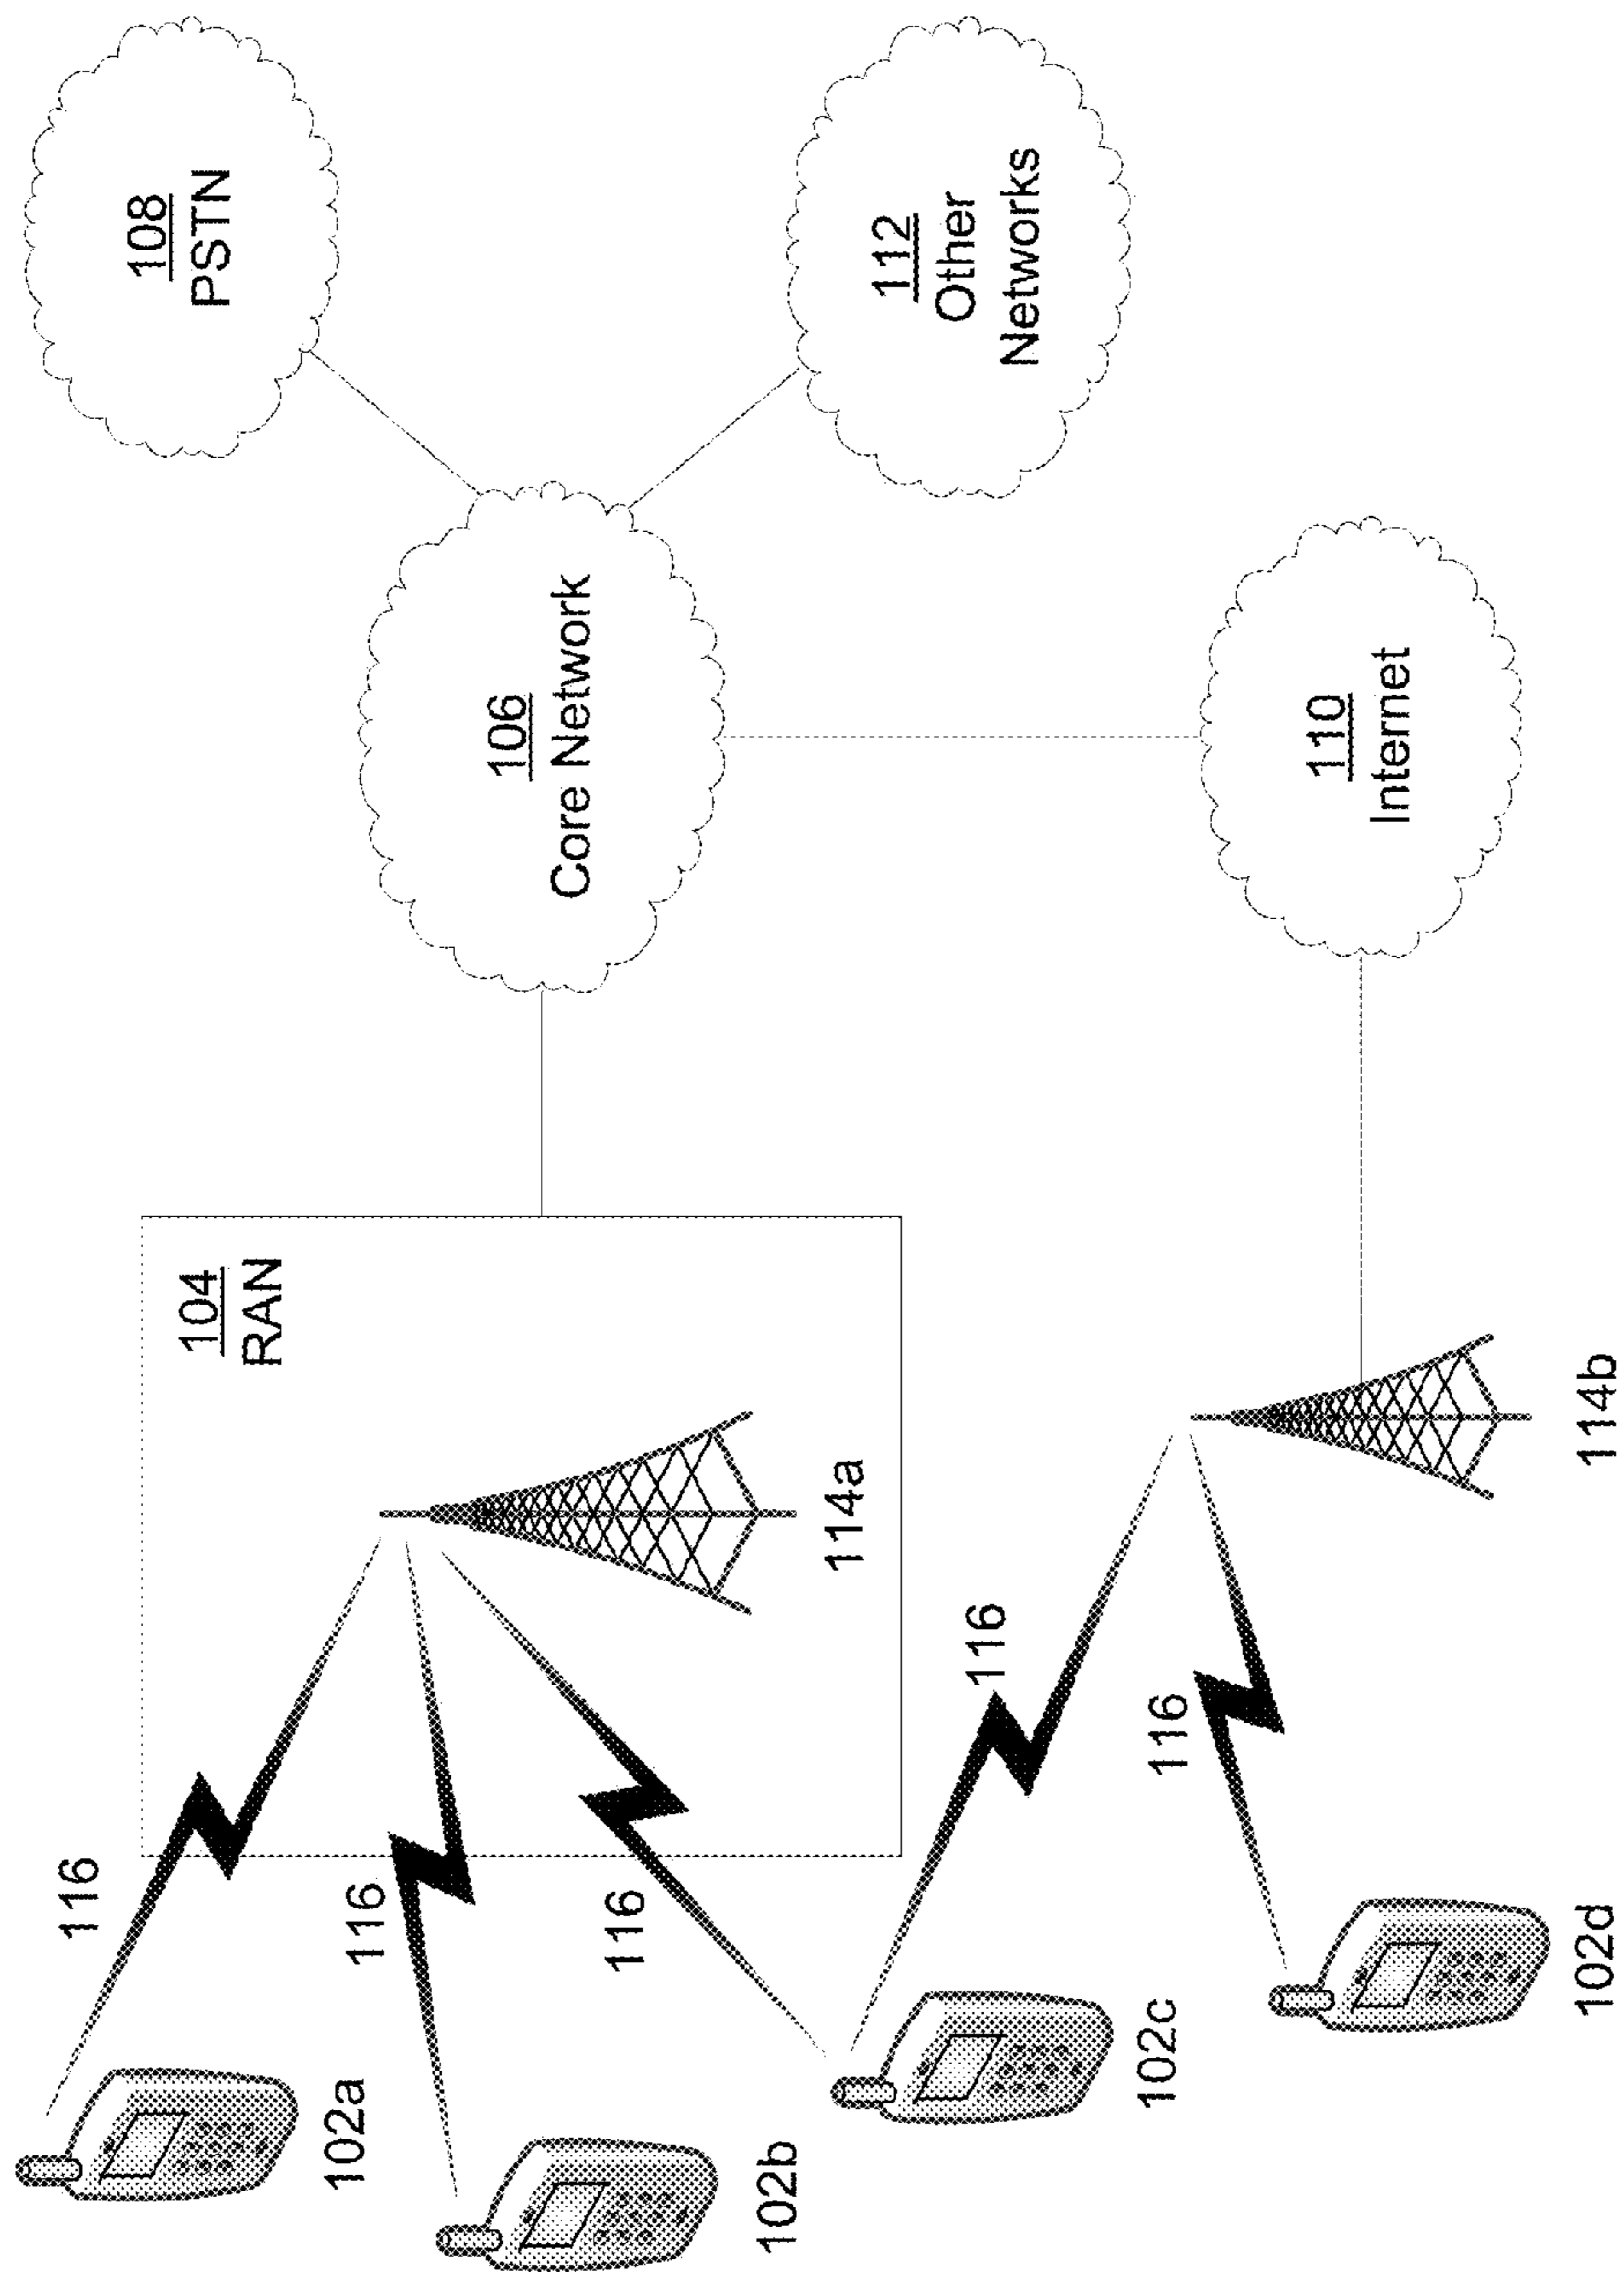 116
108
PSTN
104
RAN
102a
116
106
Core Network
116
102b
114a
112
Other
Networks
116
102c
116
110
Internet
102d
114b